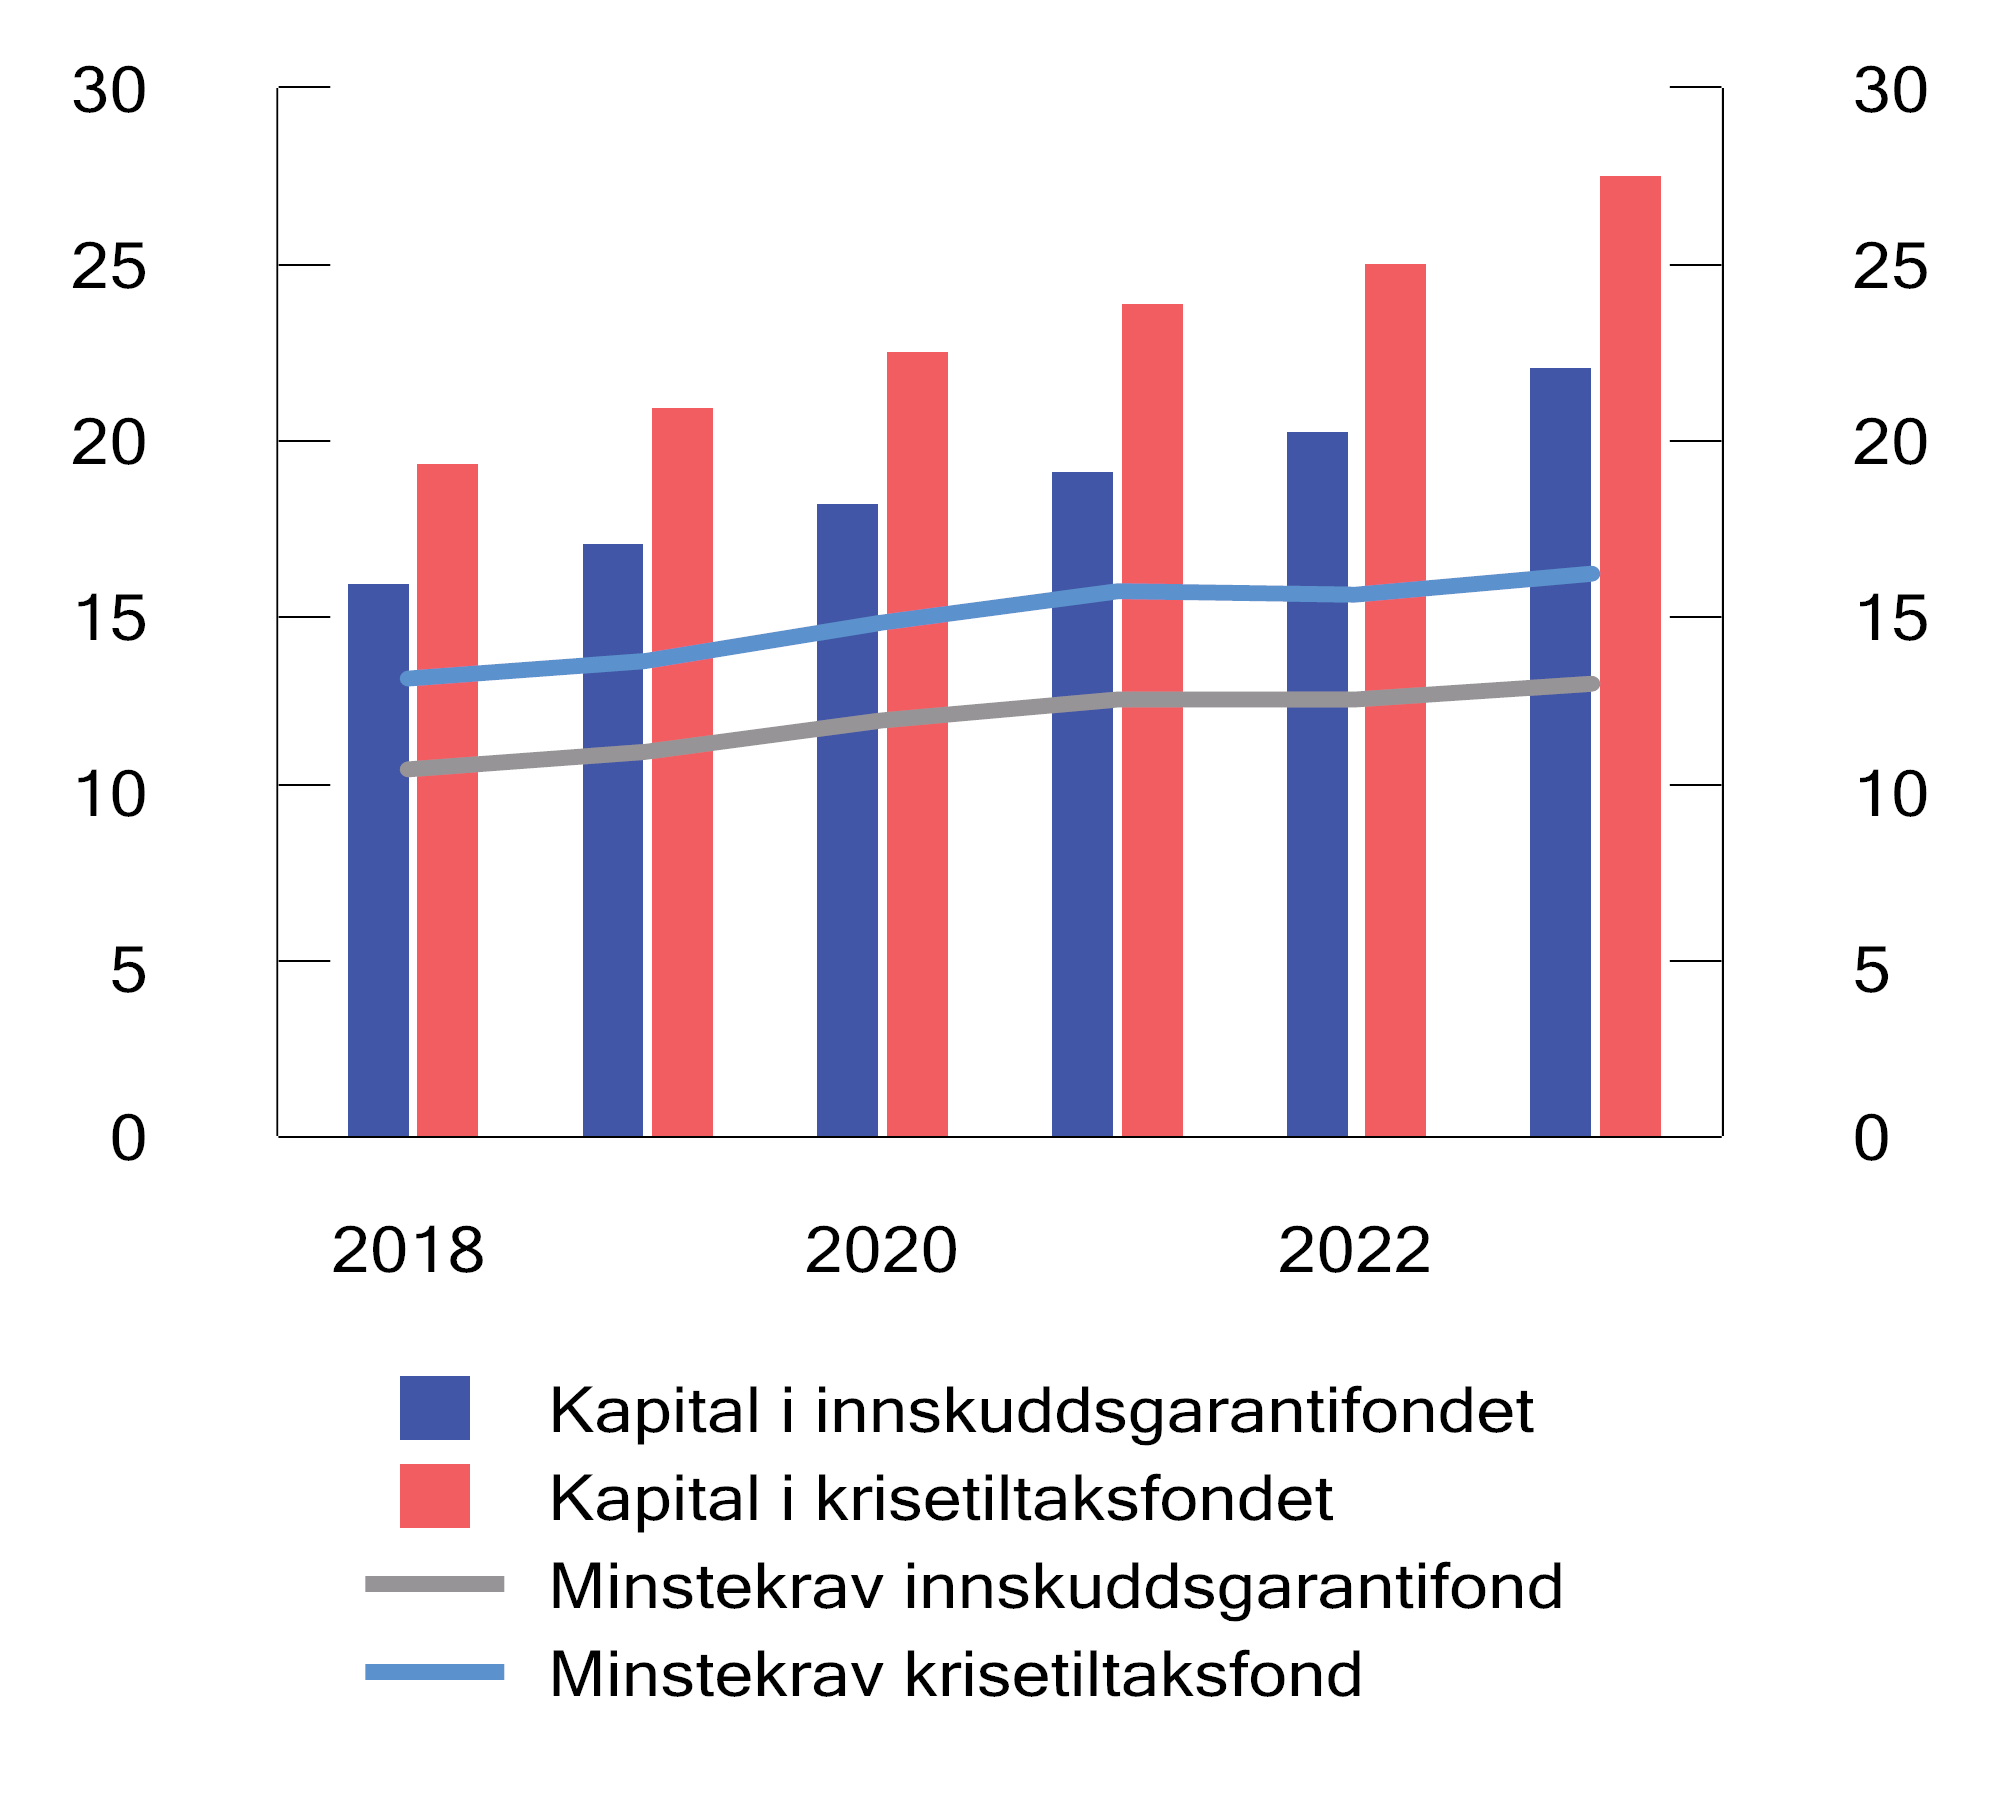 30 30
25 25
20 20
15 15
10 10
5 5
0 0
2018 2020 2022
Kapital i innskuddsgarantifondet
Kapital i krisetiltaksfondet
Minstekrav innskuddsgarantifond
Minstekrav krisetiltaksfond